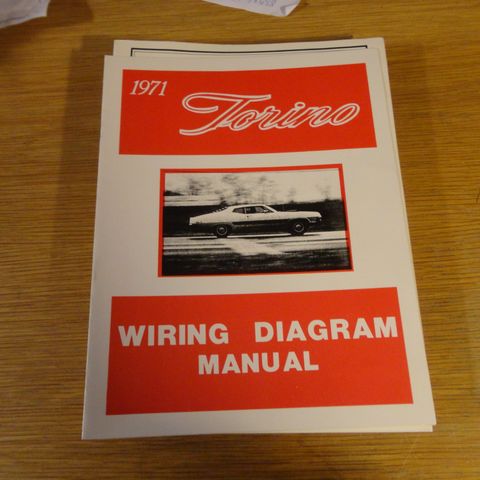 1971
Torino
WIRING DIAGRAM
MANUAL